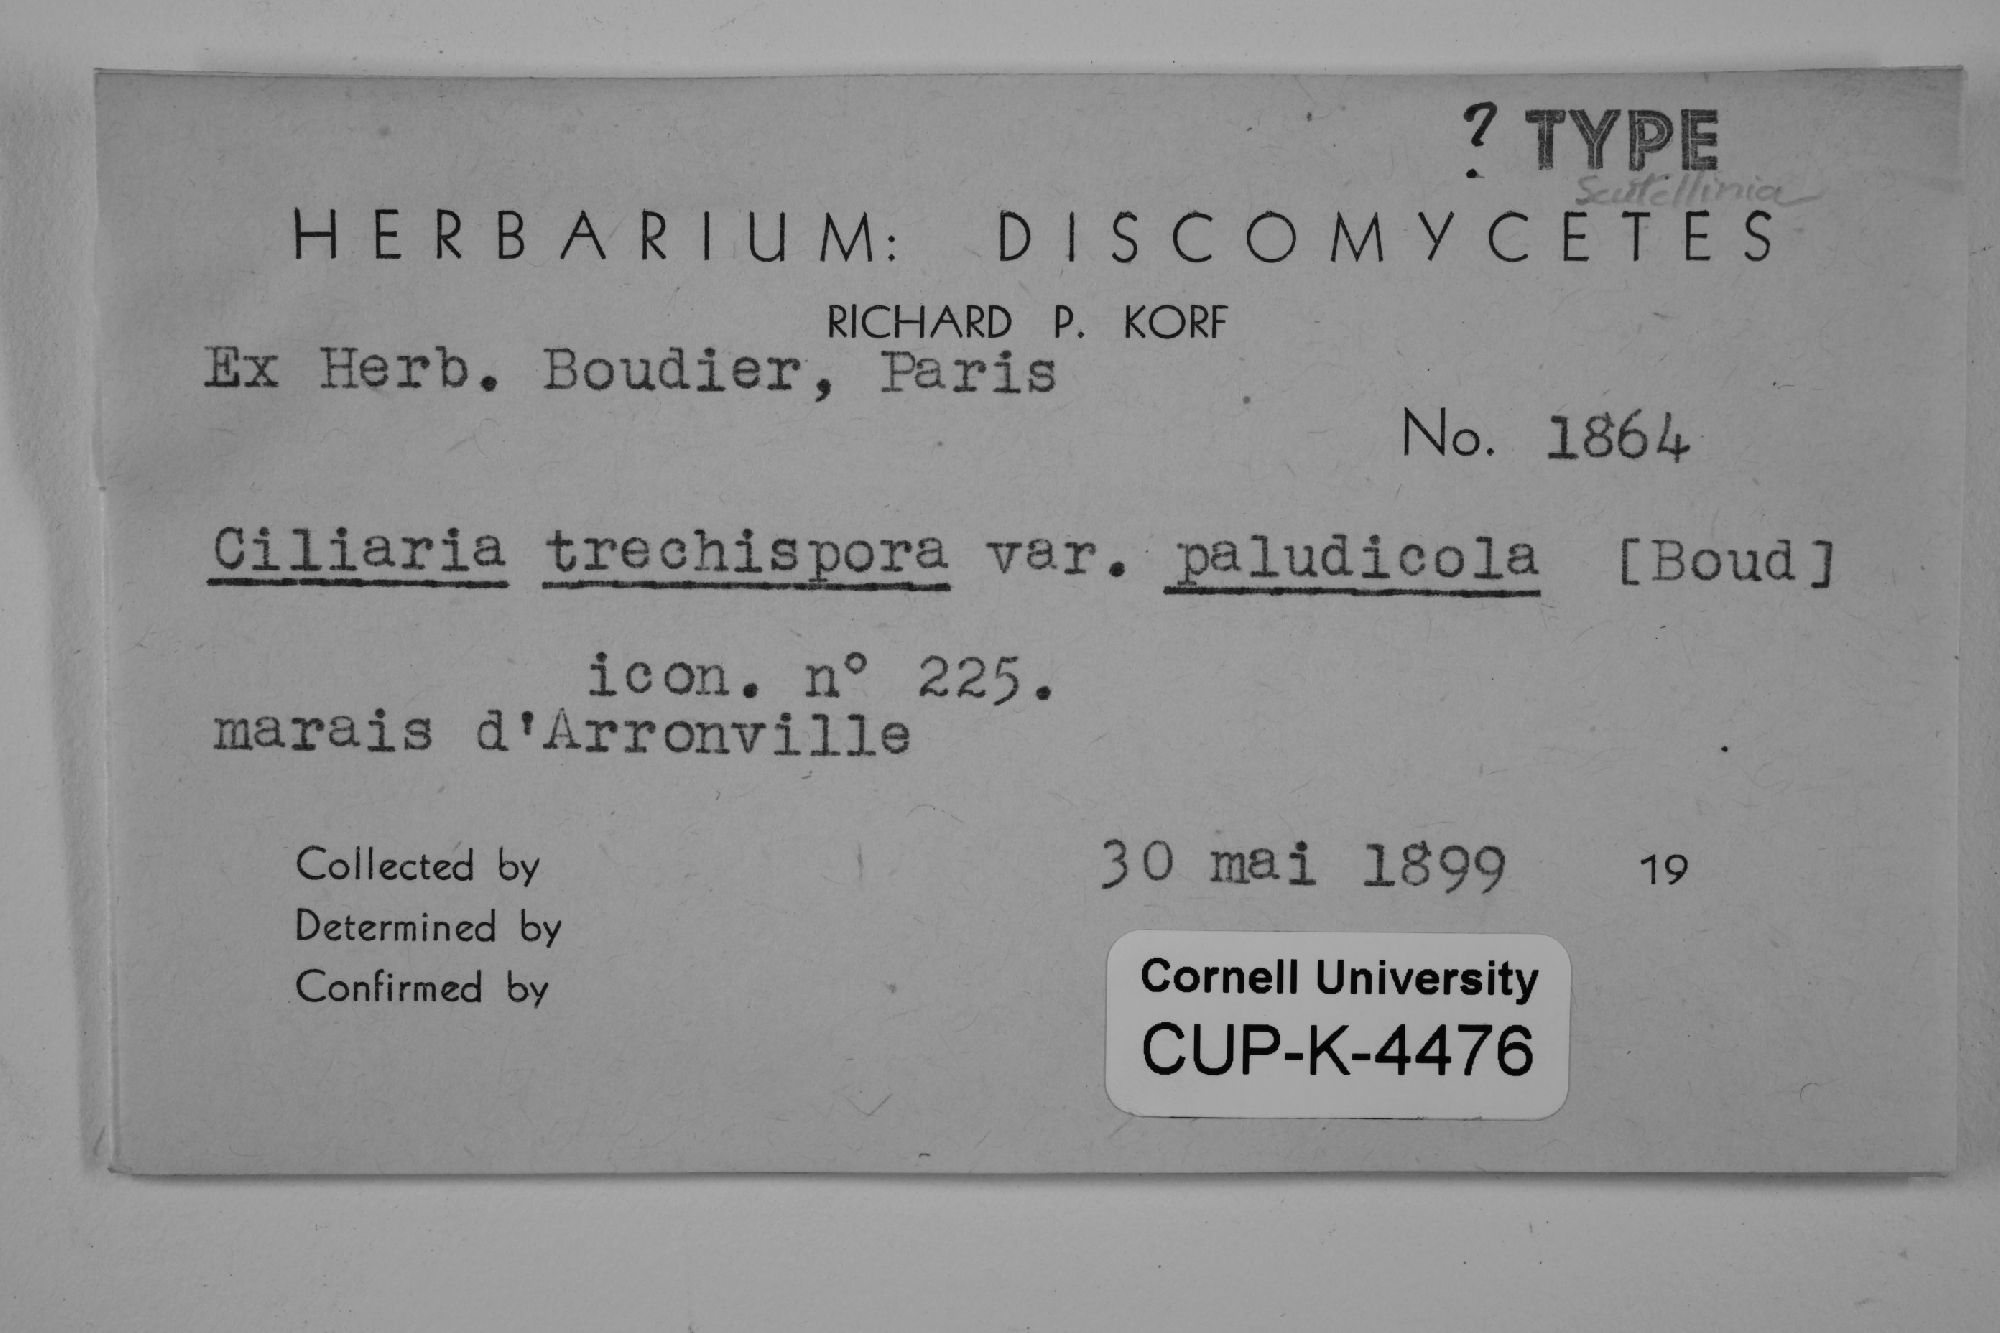 ? TYPE
Scutellinia
HERBARIUM: DISCOMYCETES
RICHARD P. KORF
Ex Herb. Boudier, Paris
No. 1864
Ciliaria trechispora var. paludicola [Boud]
icon. n° 225.
marais d'Arronville
Collected by 30 mai 1899 19
Determined by
Confirmed by
Cornell University
CUP-K-4476